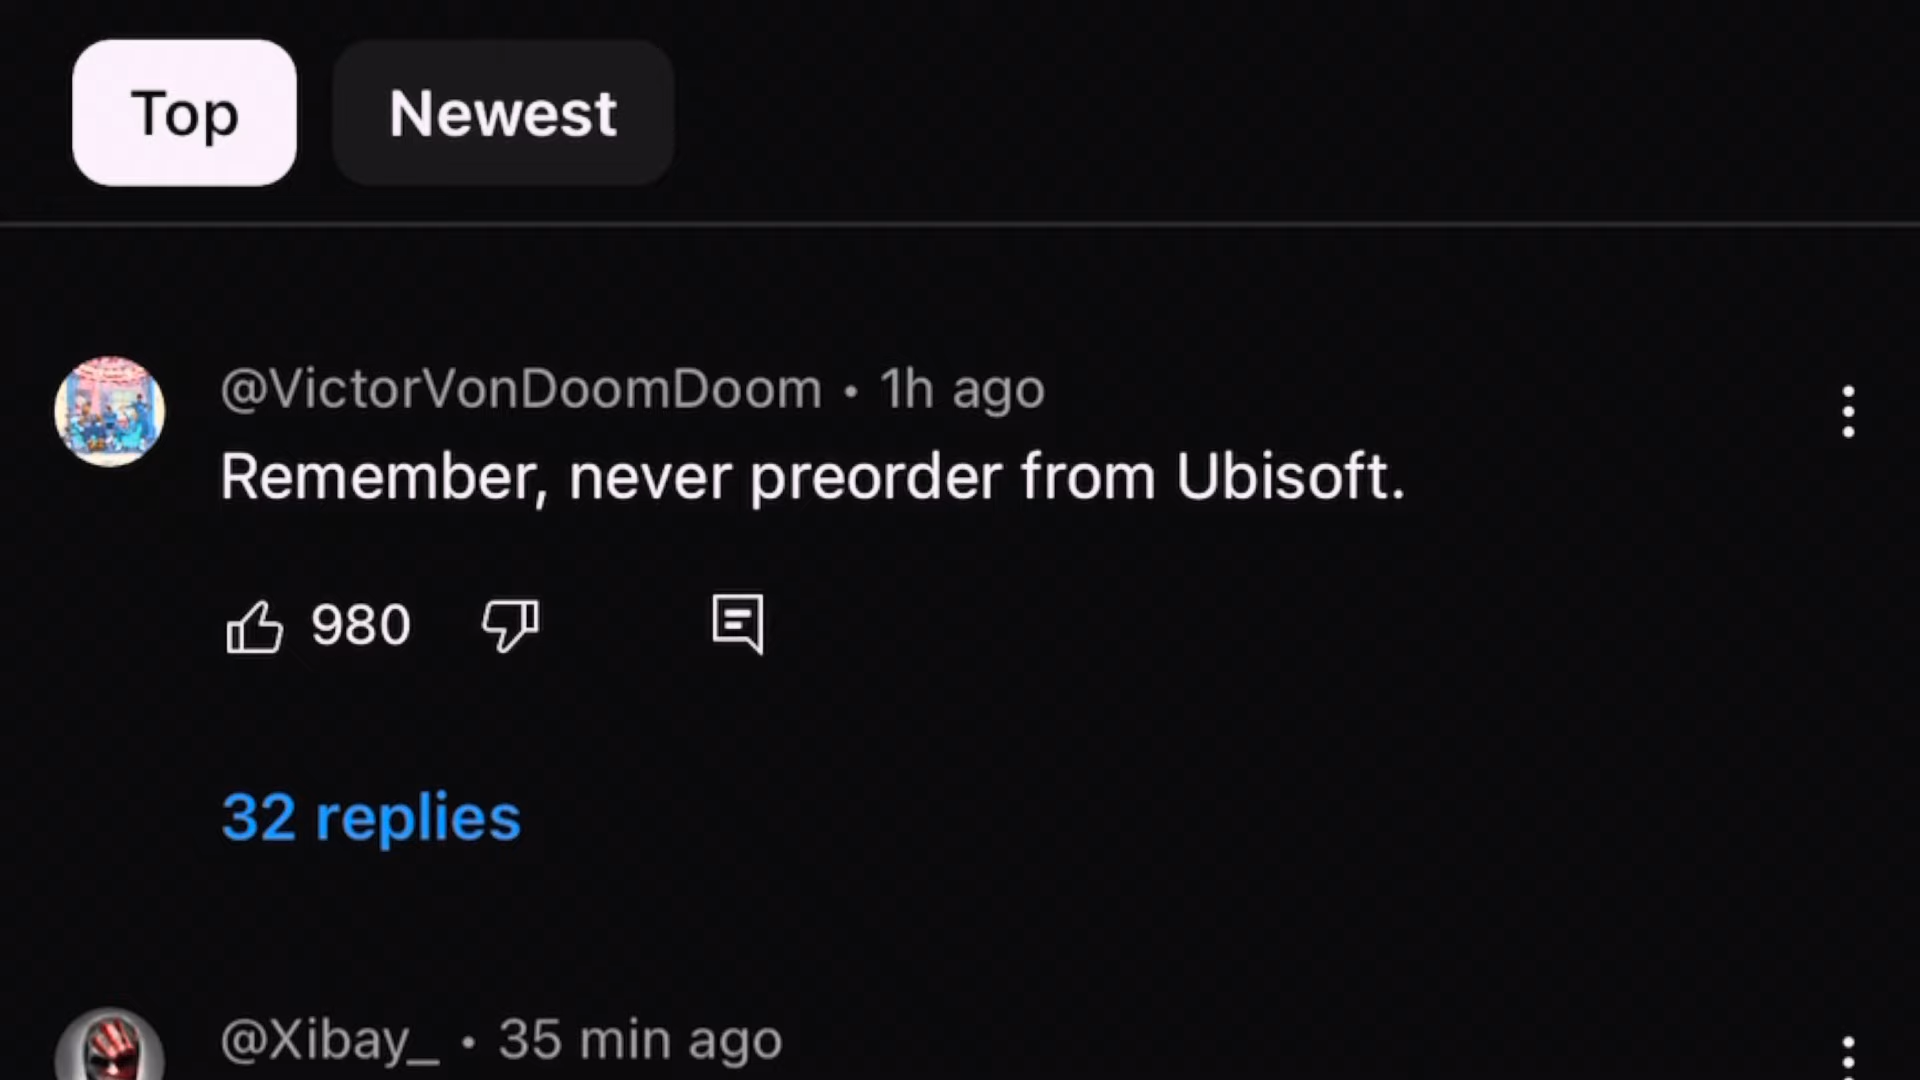 Top
Newest
@VictorVonDoomDoom • 1h ago
Remember, never preorder from Ubisoft.
980
32 replies
@Xibay_ • 35 min ago